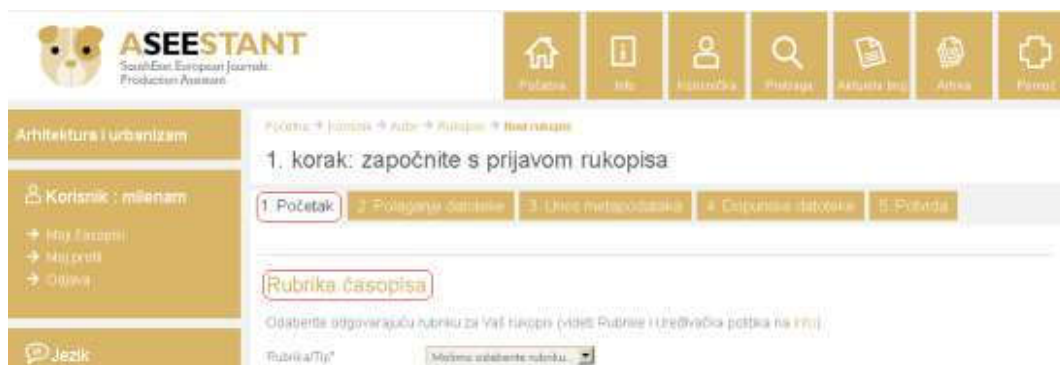 ASEESTANT
SouthEast European Journals
Production Assistant
Početna
Info
Pretraga
Aktuelni broj
Arhiva
Pomoć
Arhitektura i urbanizam
Početna → Korisnik → Autor → Rukopisi → Novi rukopis
1. korak: započnite s prijavom rukopisa
Korisnik : milenam
→ Moji časopisi
→ Moj profil
→ Odjava
1. Početak
2. Polaganje datoteke
3. Unos metapodataka
4. Dopunske datoteke
5. Potvrda
Rubrika časopisa
Odaberite odgovarajuću rubriku za Vaš rukopis (videti Rubrike i Uređivačka politika na Info)
Jezik
Rubrika/Tip*
Molimo odaberite rubriku...